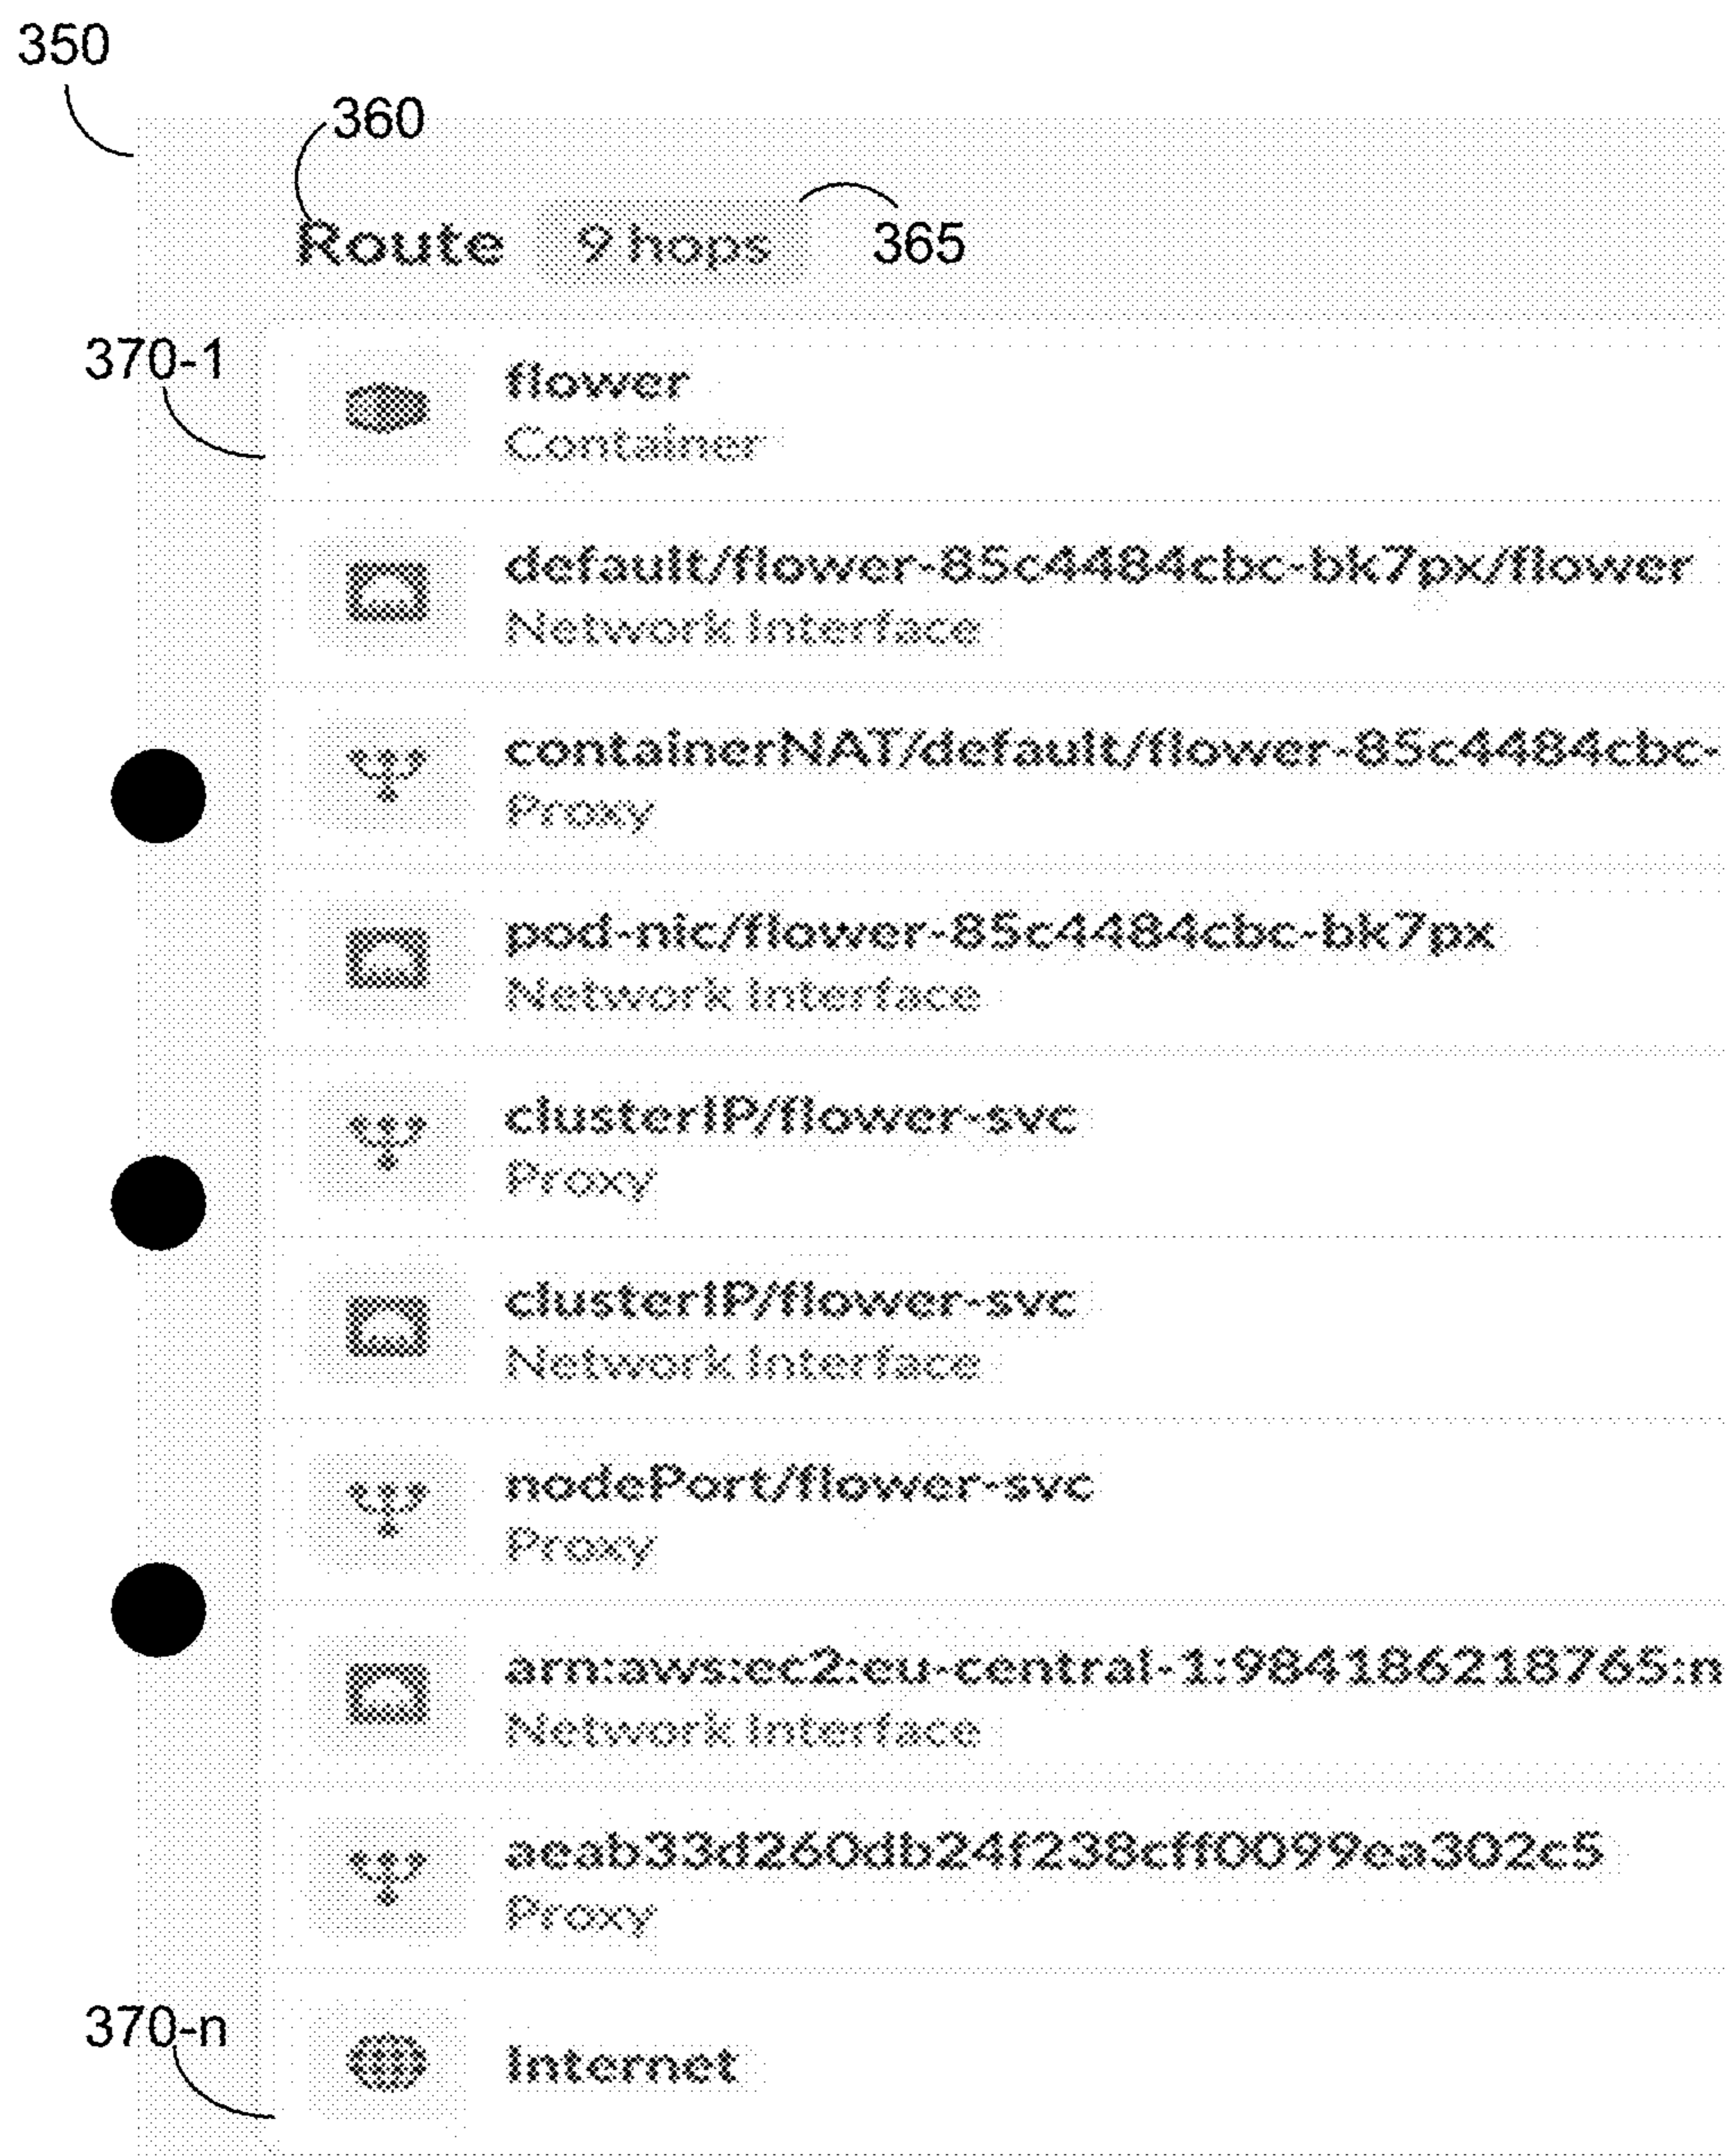 350
360
Route 9 hops 365
370-1
flower
Container
default/flower-85c4484cbc-bk7px/flower
Network Interface
containerNAT/default/flower-85c4484cbc-
Proxy
pod-nic/flower-85c4484cbc-bk7px
Network Interface
clusterIP/flower-svc
Proxy
clusterIP/flower-svc
Network Interface
nodePort/flower-svc
Proxy
arn:aws:ec2:eu-central-1:984186218765:n
Network Interface
aeab33d260db24f238cff0099ea302c5
Proxy
370-n
Internet